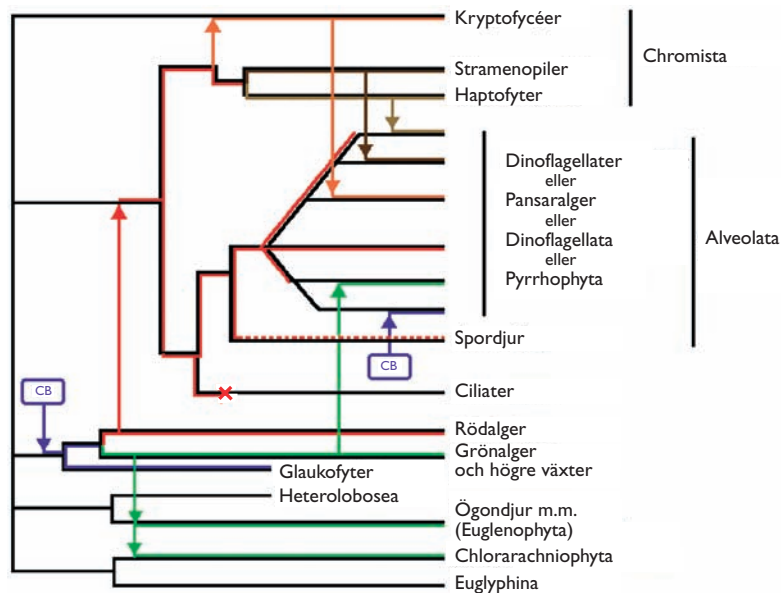 Kryptofycéer
Chromista
Stramenopiler
Haptofyter
Dinoflagellater
eller
Pansaralger
eller
Dinoflagellata
eller
Pyrrhophyta
Alveolata
Spordjur
CB
Ciliater
CB
Rödalger
Grönalger
och högre växter
Glaukofyter
Heterolobosea
Ögondjur m.m.
(Euglenophyta)
Chlorarachniophyta
Euglyphina